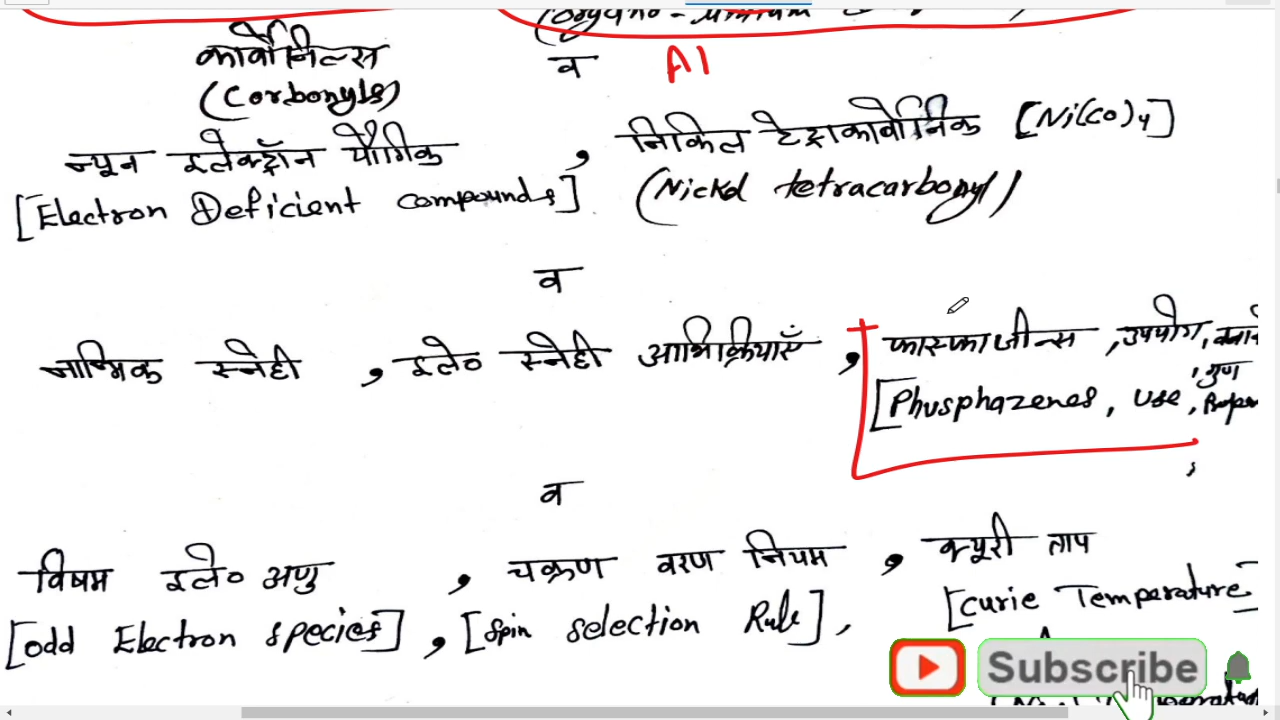 कार्बोनिल्स
व Al
(Carbonyls)
न्यून इलेक्ट्रॉन यौगिक , निकिल टेट्राकार्बोनिक [Ni(CO)4]
[Electron Deficient compounds] (Nickel tetracarbonyl)
व
नाभिक स्नेही , इले० स्नेही अभिक्रियाएँ , फास्फाजीन्स , उपयोग,
, गुण
[Phusphazenes, use,
,
व
विषम इले० अणु , चक्रण वरण नियम , क्यूरी ताप
[odd Electron species] , [spin selection Rule] , [Curie Temperature
Subscribe